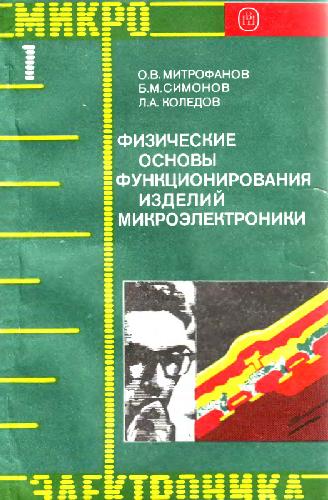 МИКРО
1
О.В.МИТРОФАНОВ
Б.М.СИМОНОВ
Л.А.КОЛЕДОВ
ФИЗИЧЕСКИЕ
ОСНОВЫ
ФУНКЦИОНИРОВАНИЯ
ИЗДЕЛИЙ
МИКРОЭЛЕКТРОНИКИ
ЭЛЕКТРОНИКА